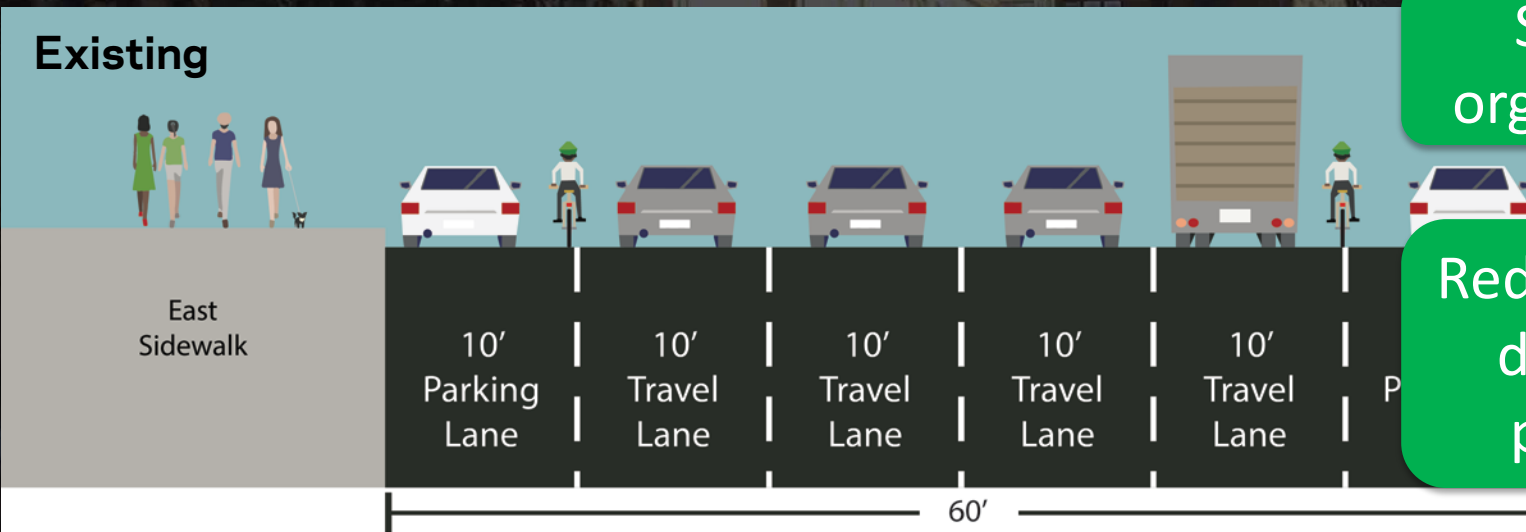 Existing
East
Sidewalk
10′
Parking
Lane
10′
Travel
Lane
10′
Travel
Lane
10′
Travel
Lane
10′
Travel
Lane
60′